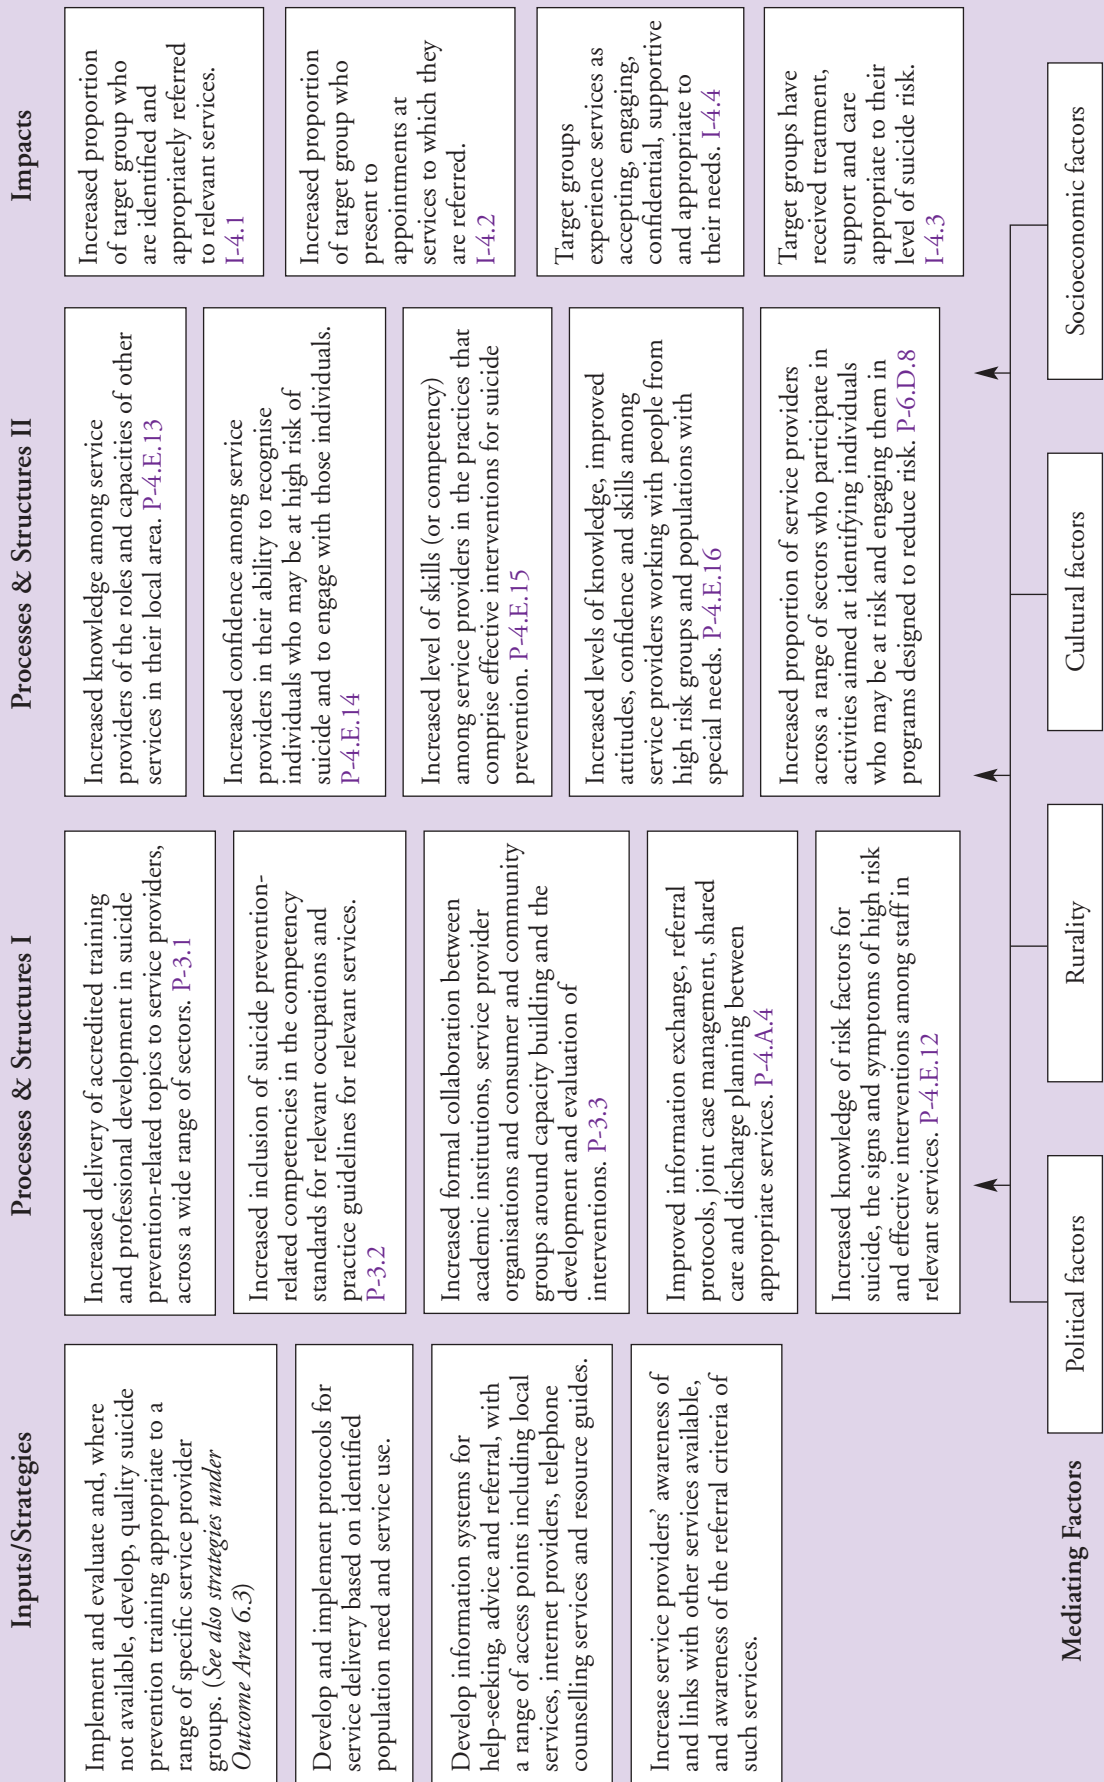 Inputs/Strategies
Implement and evaluate and, where
not available, develop, quality suicide
prevention training appropriate to a
range of specific service provider
groups. (See also strategies under
Outcome Area 6.3)
Develop and implement protocols for
service delivery based on identified
population need and service use.
Develop information systems for
help-seeking, advice and referral, with
a range of access points including local
services, internet providers, telephone
counselling services and resource guides.
Increase service providers’ awareness of
and links with other services available,
and awareness of the referral criteria of
such services.
Processes & Structures I
Increased delivery of accredited training
and professional development in suicide
prevention-related topics to service providers,
across a wide range of sectors. P-3.1
Increased inclusion of suicide prevention-
related competencies in the competency
standards for relevant occupations and
practice guidelines for relevant services.
P-3.2
Increased formal collaboration between
academic institutions, service provider
organisations and consumer and community
groups around capacity building and the
development and evaluation of
interventions. P-3.3
Improved information exchange, referral
protocols, joint case management, shared
care and discharge planning between
appropriate services. P-4.A.4
Increased knowledge of risk factors for
suicide, the signs and symptoms of high risk
and effective interventions among staff in
relevant services. P-4.E.12
Processes & Structures II
Increased knowledge among service
providers of the roles and capacities of other
services in their local area. P-4.E.13
Increased confidence among service
providers in their ability to recognise
individuals who may be at high risk of
suicide and to engage with those individuals.
P-4.E.14
Increased level of skills (or competency)
among service providers in the practices that
comprise effective interventions for suicide
prevention. P-4.E.15
Increased levels of knowledge, improved
attitudes, confidence and skills among
service providers working with people from
high risk groups and populations with
special needs. P-4.E.16
Increased proportion of service providers
across a range of sectors who participate in
activities aimed at identifying individuals
who may be at risk and engaging them in
programs designed to reduce risk. P-6.D.8
Impacts
Increased proportion
of target group who
are identified and
appropriately referred
to relevant services.
I-4.1
Increased proportion
of target group who
present to
appointments at
services to which they
are referred.
I-4.2
Target groups
experience services as
accepting, engaging,
confidential, supportive
and appropriate to
their needs. I-4.4
Target groups have
received treatment,
support and care
appropriate to their
level of suicide risk.
I-4.3
Mediating Factors
Political factors
Rurality
Cultural factors
Socioeconomic factors